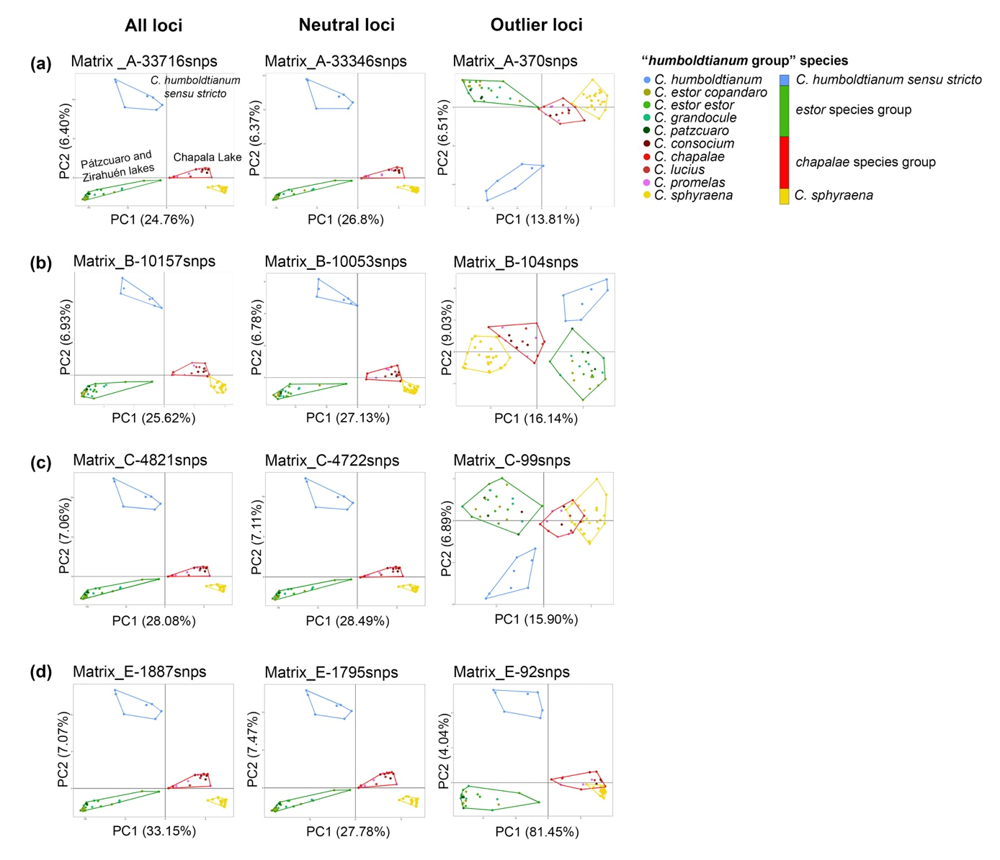 All loci
Neutral loci
Outlier loci
(a)
Matrix _A-33716snps
Matrix_A-33346snps
Matrix_A-370snps
C. humboldtianum
sensu stricto
Pátzcuaro and
Zirahuén lakes
Chapala Lake
PC2 (6.40%)
PC2 (6.37%)
PC2 (6.51%)
PC1 (24.76%)
PC1 (26.8%)
PC1 (13.81%)
“humboldtianum group” species
C. humboldtianum
C. estor copandaro
C. estor estor
C. grandocule
C. patzcuaro
C. consocium
C. chapalae
C. lucius
C. promelas
C. sphyraena
C. humboldtianum sensu stricto
estor species group
chapalae species group
C. sphyraena
(b)
Matrix_B-10157snps
Matrix_B-10053snps
Matrix_B-104snps
PC2 (6.93%)
PC2 (6.78%)
PC2 (9.03%)
PC1 (25.62%)
PC1 (27.13%)
PC1 (16.14%)
(c)
Matrix_C-4821snps
Matrix_C-4722snps
Matrix_C-99snps
PC2 (7.06%)
PC2 (7.11%)
PC2 (6.89%)
PC1 (28.08%)
PC1 (28.49%)
PC1 (15.90%)
(d)
Matrix_E-1887snps
Matrix_E-1795snps
Matrix_E-92snps
PC2 (7.07%)
PC2 (7.47%)
PC2 (4.04%)
PC1 (33.15%)
PC1 (27.78%)
PC1 (81.45%)